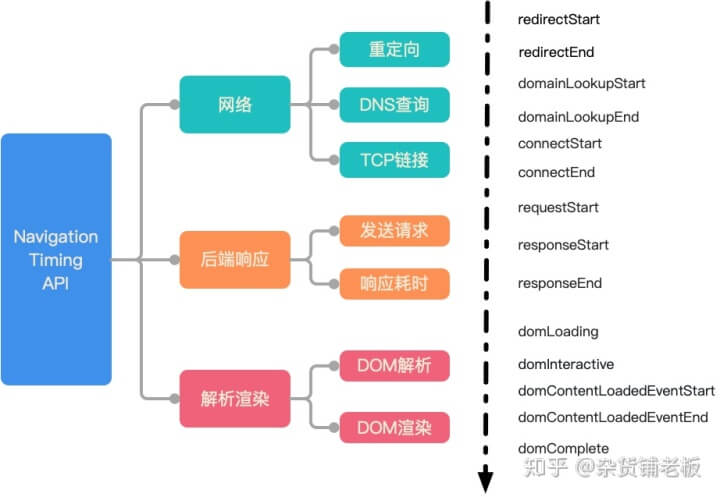 Navigation
Timing
API
网络
重定向
DNS查询
TCP链接
后端响应
发送请求
响应耗时
解析渲染
DOM解析
DOM渲染
redirectStart
redirectEnd
domainLookupStart
domainLookupEnd
connectStart
connectEnd
requestStart
responseStart
responseEnd
domLoading
domInteractive
domContentLoadedEventStart
domContentLoadedEventEnd
domComplete
知乎 @杂货铺老板